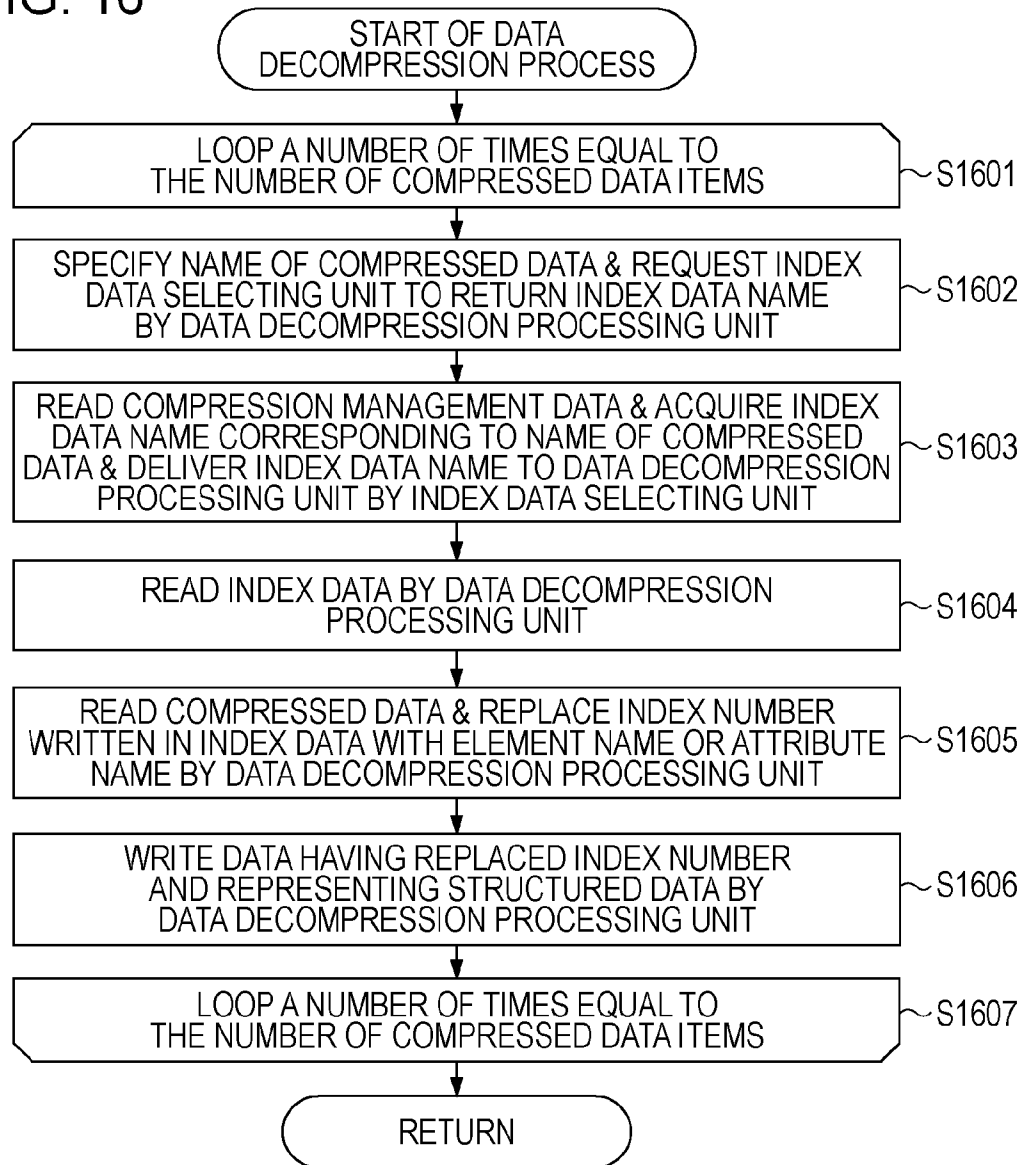 START OF DATA
DECOMPRESSION PROCESS
LOOP A NUMBER OF TIMES EQUAL TO
THE NUMBER OF COMPRESSED DATA ITEMS
S1601
SPECIFY NAME OF COMPRESSED DATA & REQUEST INDEX
DATA SELECTING UNIT TO RETURN INDEX DATA NAME
BY DATA DECOMPRESSION PROCESSING UNIT
S1602
READ COMPRESSION MANAGEMENT DATA & ACQUIRE INDEX
DATA NAME CORRESPONDING TO NAME OF COMPRESSED
DATA & DELIVER INDEX DATA NAME TO DATA DECOMPRESSION
PROCESSING UNIT BY INDEX DATA SELECTING UNIT
S1603
READ INDEX DATA BY DATA DECOMPRESSION
PROCESSING UNIT
S1604
READ COMPRESSED DATA & REPLACE INDEX NUMBER
WRITTEN IN INDEX DATA WITH ELEMENT NAME OR ATTRIBUTE
NAME BY DATA DECOMPRESSION PROCESSING UNIT
S1605
WRITE DATA HAVING REPLACED INDEX NUMBER
AND REPRESENTING STRUCTURED DATA BY
DATA DECOMPRESSION PROCESSING UNIT
S1606
LOOP A NUMBER OF TIMES EQUAL TO
THE NUMBER OF COMPRESSED DATA ITEMS
S1607
RETURN